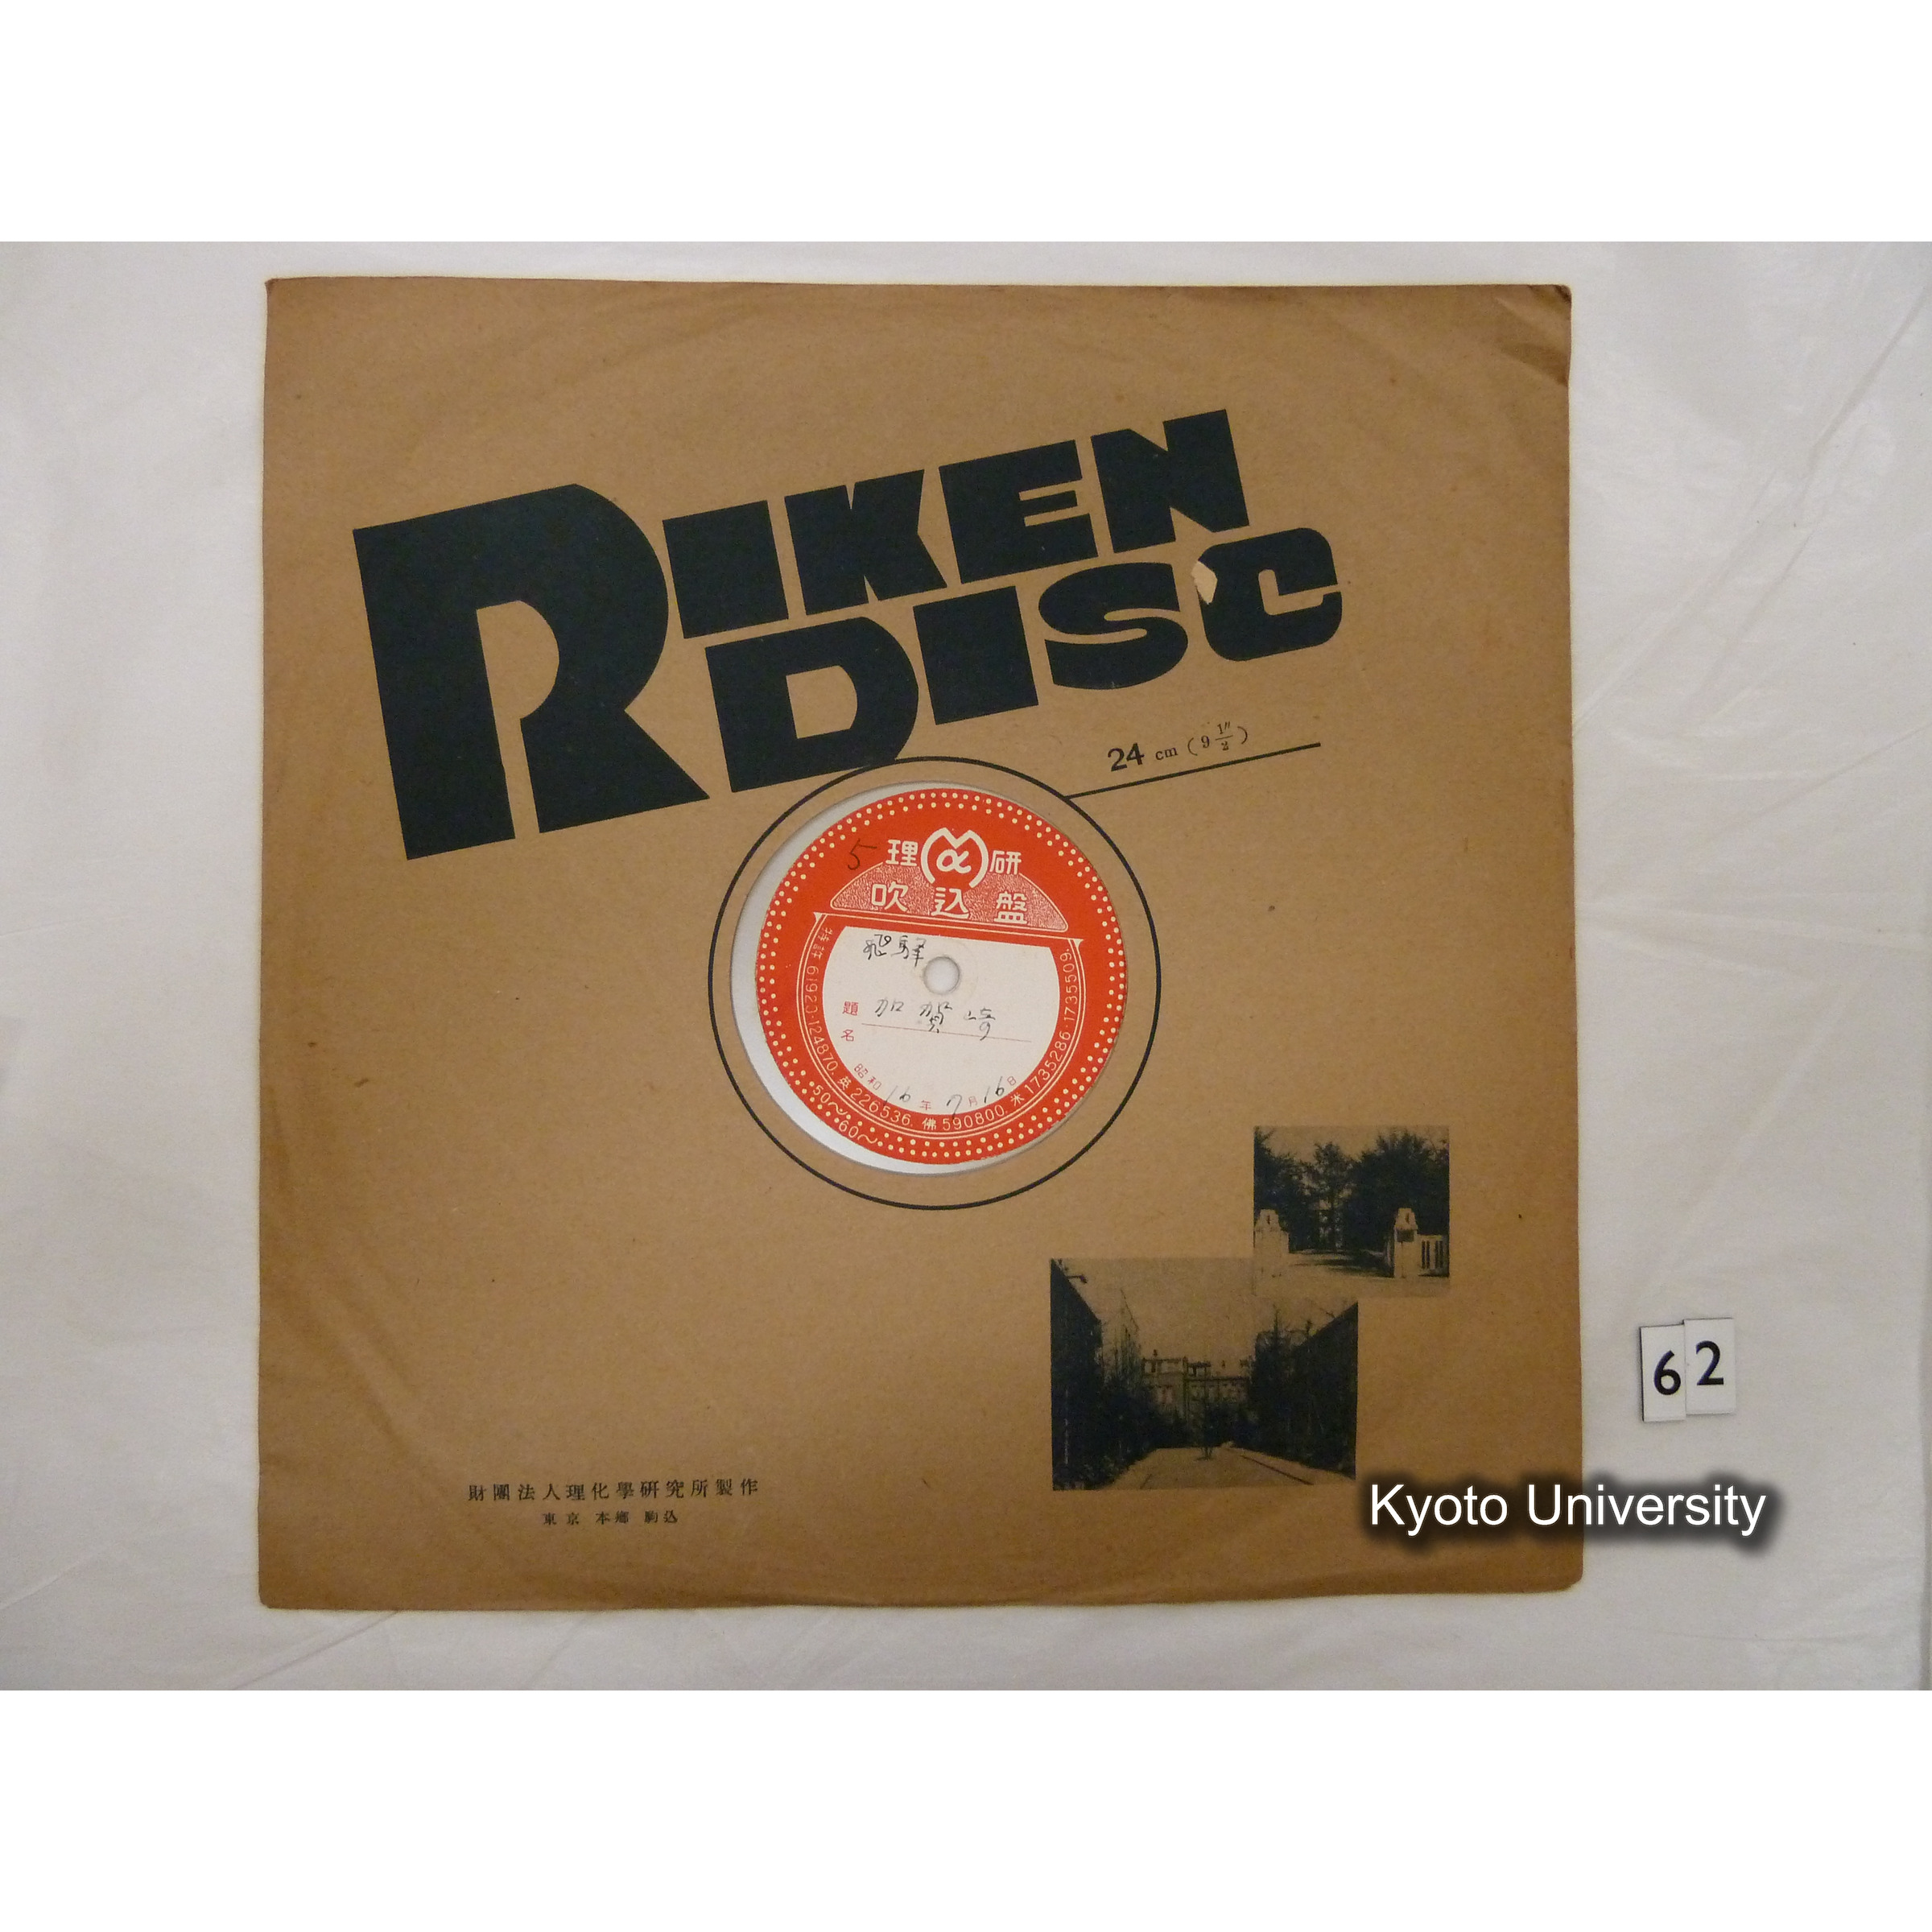 RIKEN
DISC
24 cm (9 1"/2)
5
理 α 研
吹込盤
飛騨
題名 加賀
昭和16年7月16日
特許 91920・124870. 英 226536. 佛 590800. 米 1735286・1735509.
50～60～
62
財團法人理化學研究所製作
東京 本郷 駒込
Kyoto University